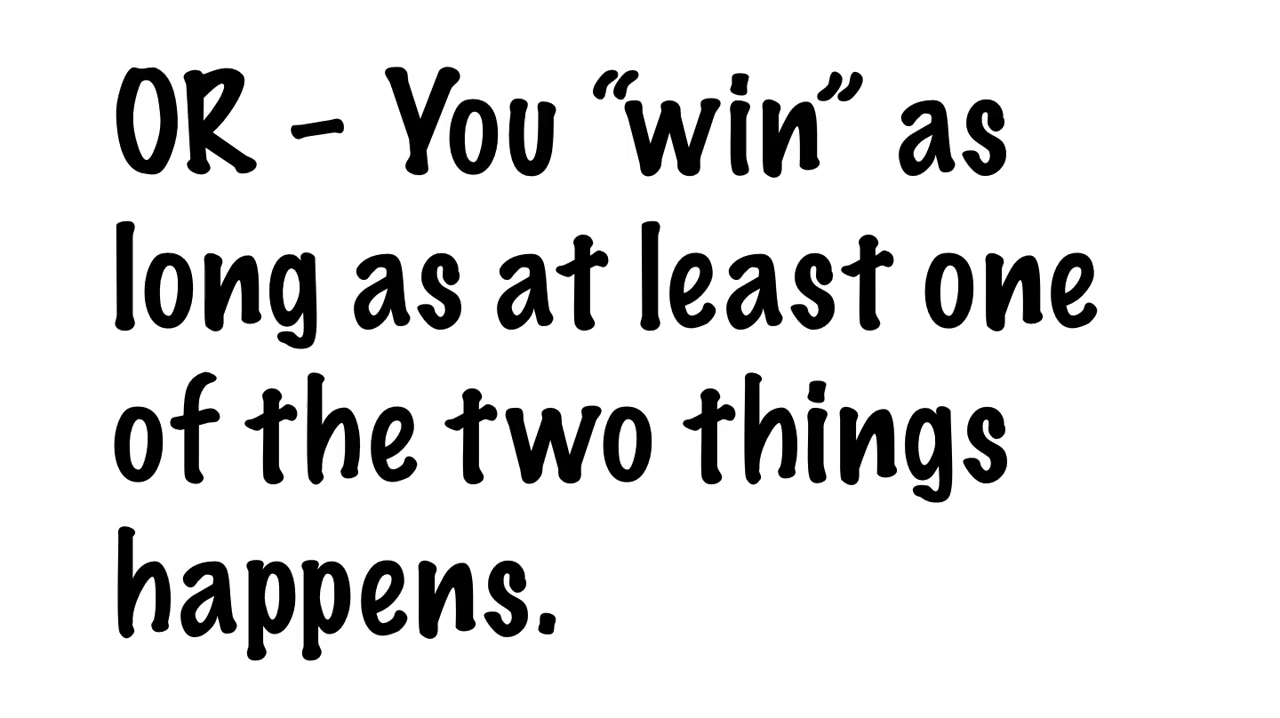 OR – You “win” as
long as at least one
of the two things
happens.